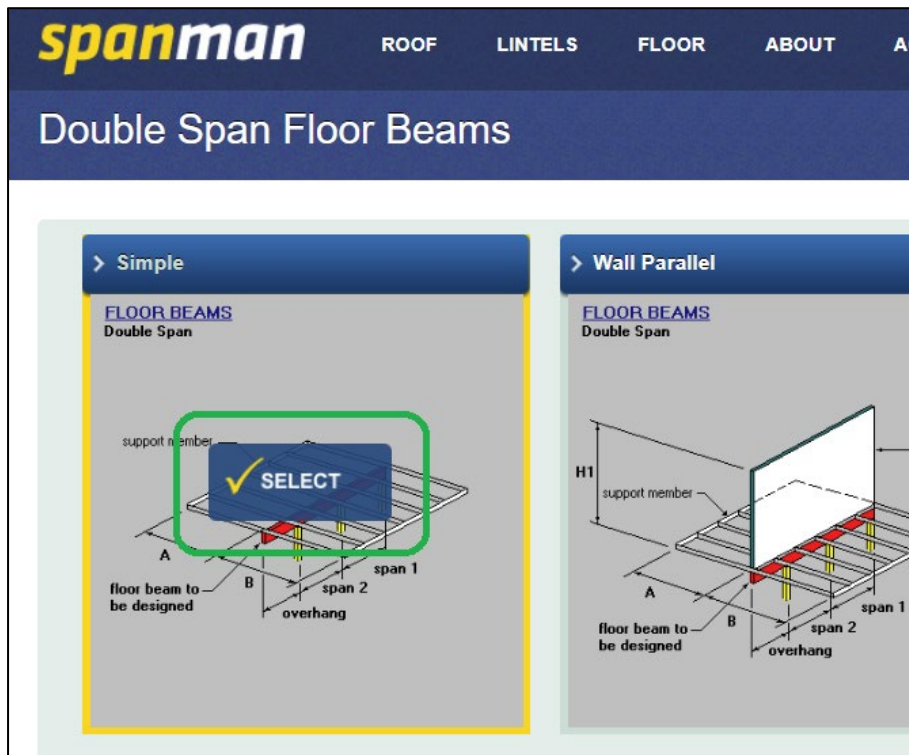 spanman
ROOF LINTELS FLOOR ABOUT A
Double Span Floor Beams
Simple
FLOOR BEAMS
Double Span
support member
SELECT
A
B
span 1
span 2
overhang
floor beam to
be designed
Wall Parallel
FLOOR BEAMS
Double Span
H1
support member
A
B
span 1
span 2
overhang
floor beam to
be designed